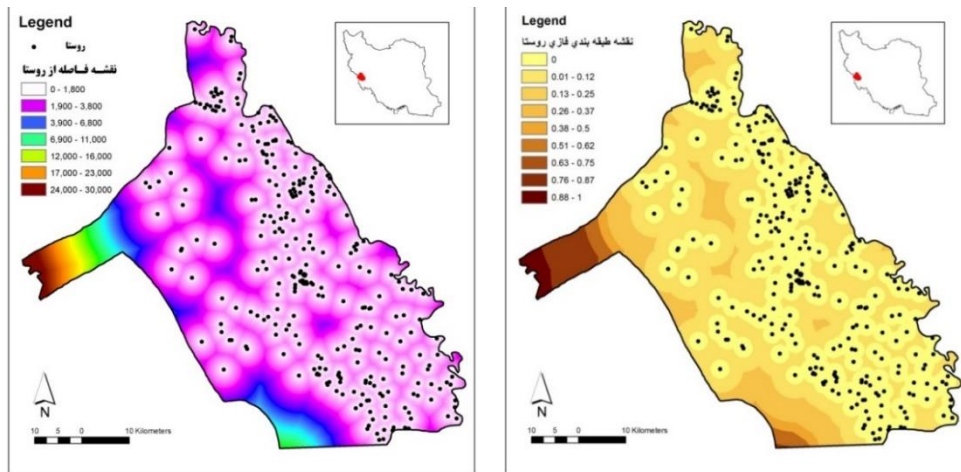 Legend
روستا
نقشه فاصله از روستا
0 - 1,800
1,900 - 3,800
3,900 - 6,800
6,900 - 11,000
12,000 - 16,000
17,000 - 23,000
24,000 - 30,000
N
10 5 0 10 Kilometers
Legend
نقشه طبقه بندي فازي روستا
0
0.01 - 0.12
0.13 - 0.25
0.26 - 0.37
0.38 - 0.5
0.51 - 0.62
0.63 - 0.75
0.76 - 0.87
0.88 - 1
N
10 5 0 10 Kilometers